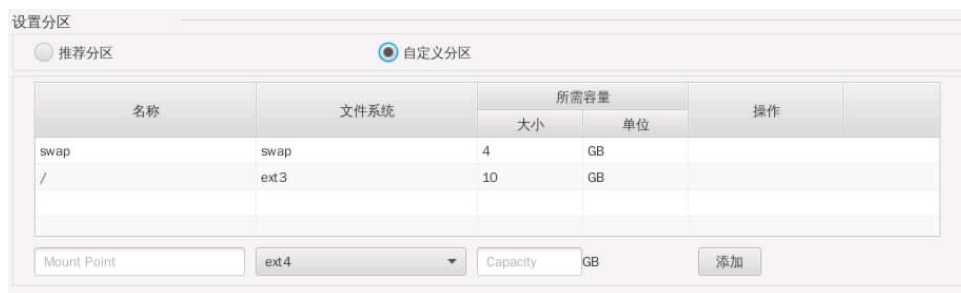 设置分区
推荐分区 自定义分区
名称 文件系统 所需容量 操作
大小 单位
swap swap 4 GB
/ ext3 10 GB
Mount Point ext4 Capacity GB 添加